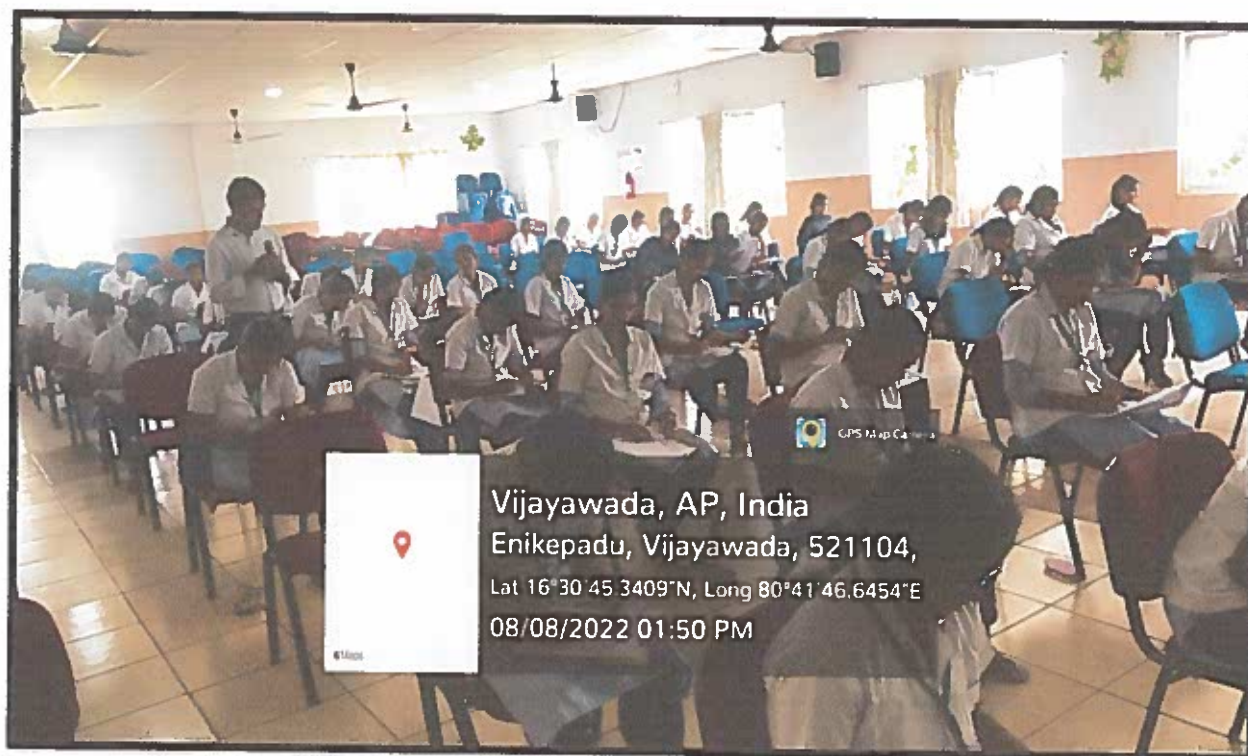 GPS Map Camera
Vijayawada, AP, India
Enikepadu, Vijayawada, 521104,
Lat 16°30'45.3409"N, Long 80°41'46.6454"E
08/08/2022 01:50 PM
Maps